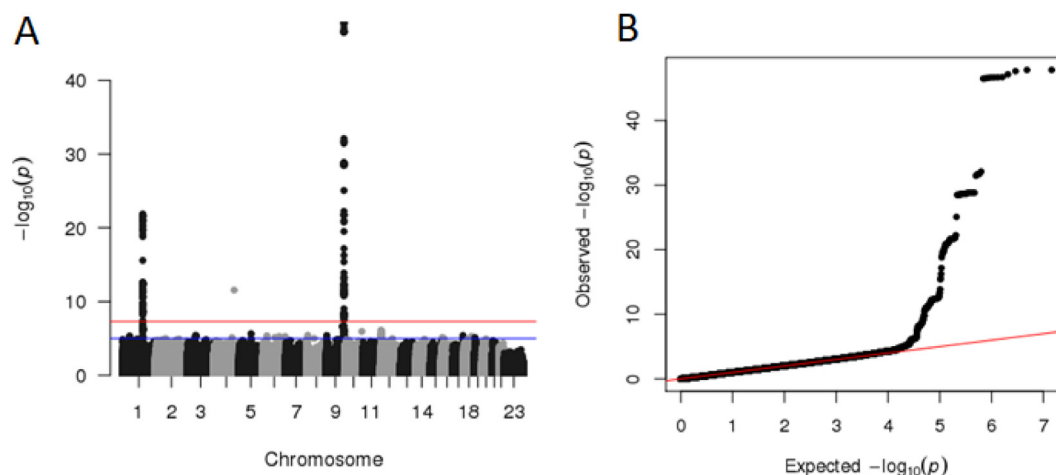 A
−log₁₀(p)
40
30
20
10
0
1 2 3 5 7 9 11 14 18 23
Chromosome
B
Observed −log₁₀(p)
40
30
20
10
0
0 1 2 3 4 5 6 7
Expected −log₁₀(p)